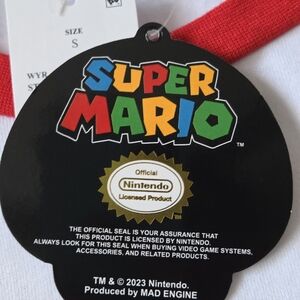 SIZE
S
SUPER
MARIO™
Official
Nintendo
Licensed Product
THE OFFICIAL SEAL IS YOUR ASSURANCE THAT
THIS PRODUCT IS LICENSED BY NINTENDO.
ALWAYS LOOK FOR THIS SEAL WHEN BUYING VIDEO GAME SYSTEMS,
ACCESSORIES, AND RELATED PRODUCTS.
TM & © 2023 Nintendo.
Produced by MAD ENGINE